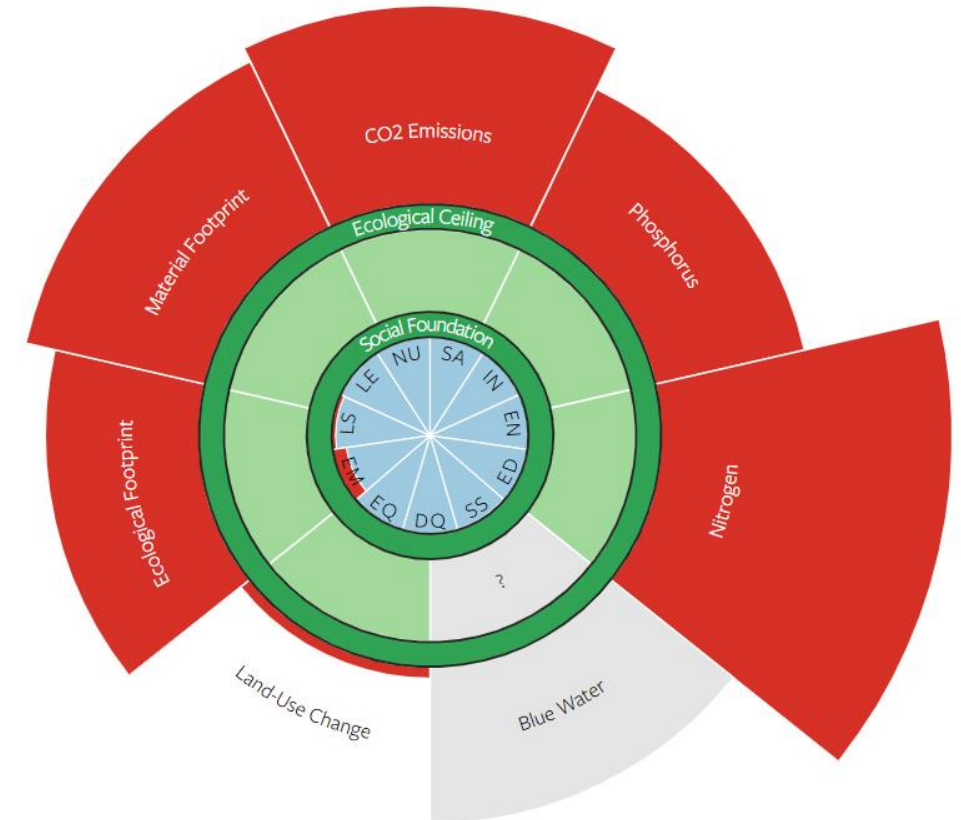 CO2 Emissions
Phosphorus
Nitrogen
Blue Water
Land-Use Change
Ecological Footprint
Material Footprint
Ecological Ceiling
Social Foundation
SA
IN
EN
ED
SS
DQ
EQ
EM
LS
LE
NU
?